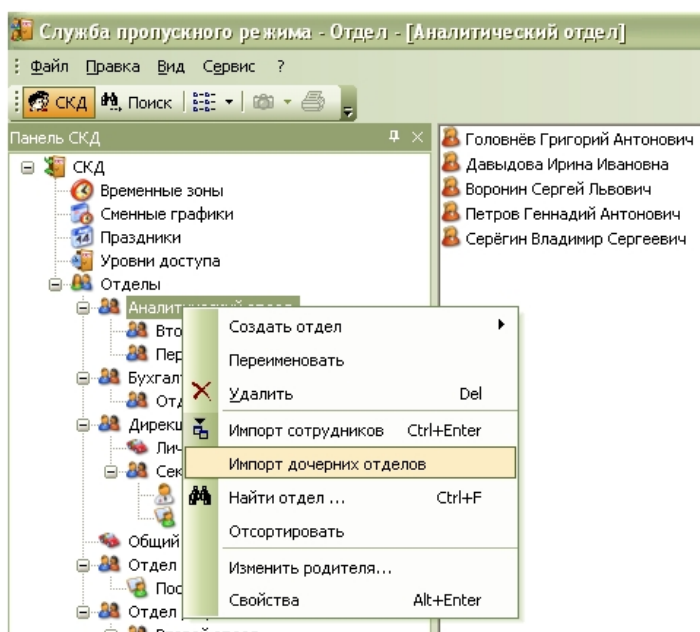 Служба пропускного режима - Отдел - [Аналитический отдел]
Файл Правка Вид Сервис ?
СКД Поиск
Панель СКД
СКД
Временные зоны
Сменные графики
Праздники
Уровни доступа
Отделы
Головнёв Григорий Антонович
Давыдова Ирина Ивановна
Воронин Сергей Львович
Петров Геннадий Антонович
Серёгин Владимир Сергеевич
Создать отдел
Переименовать
Удалить Del
Импорт сотрудников Ctrl+Enter
Импорт дочерних отделов
Найти отдел ... Ctrl+F
Отсортировать
Изменить родителя...
Свойства Alt+Enter
Общий
Отдел
Отдел